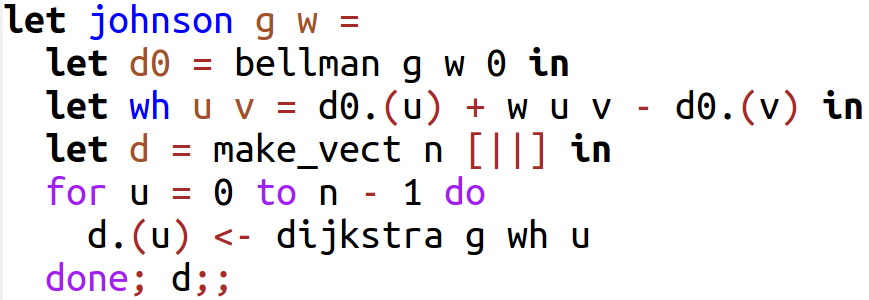 let johnson g w =
  let d0 = bellman g w 0 in
  let wh u v = d0.(u) + w u v - d0.(v) in
  let d = make_vect n [||] in
  for u = 0 to n - 1 do
    d.(u) <- dijkstra g wh u
  done; d;;